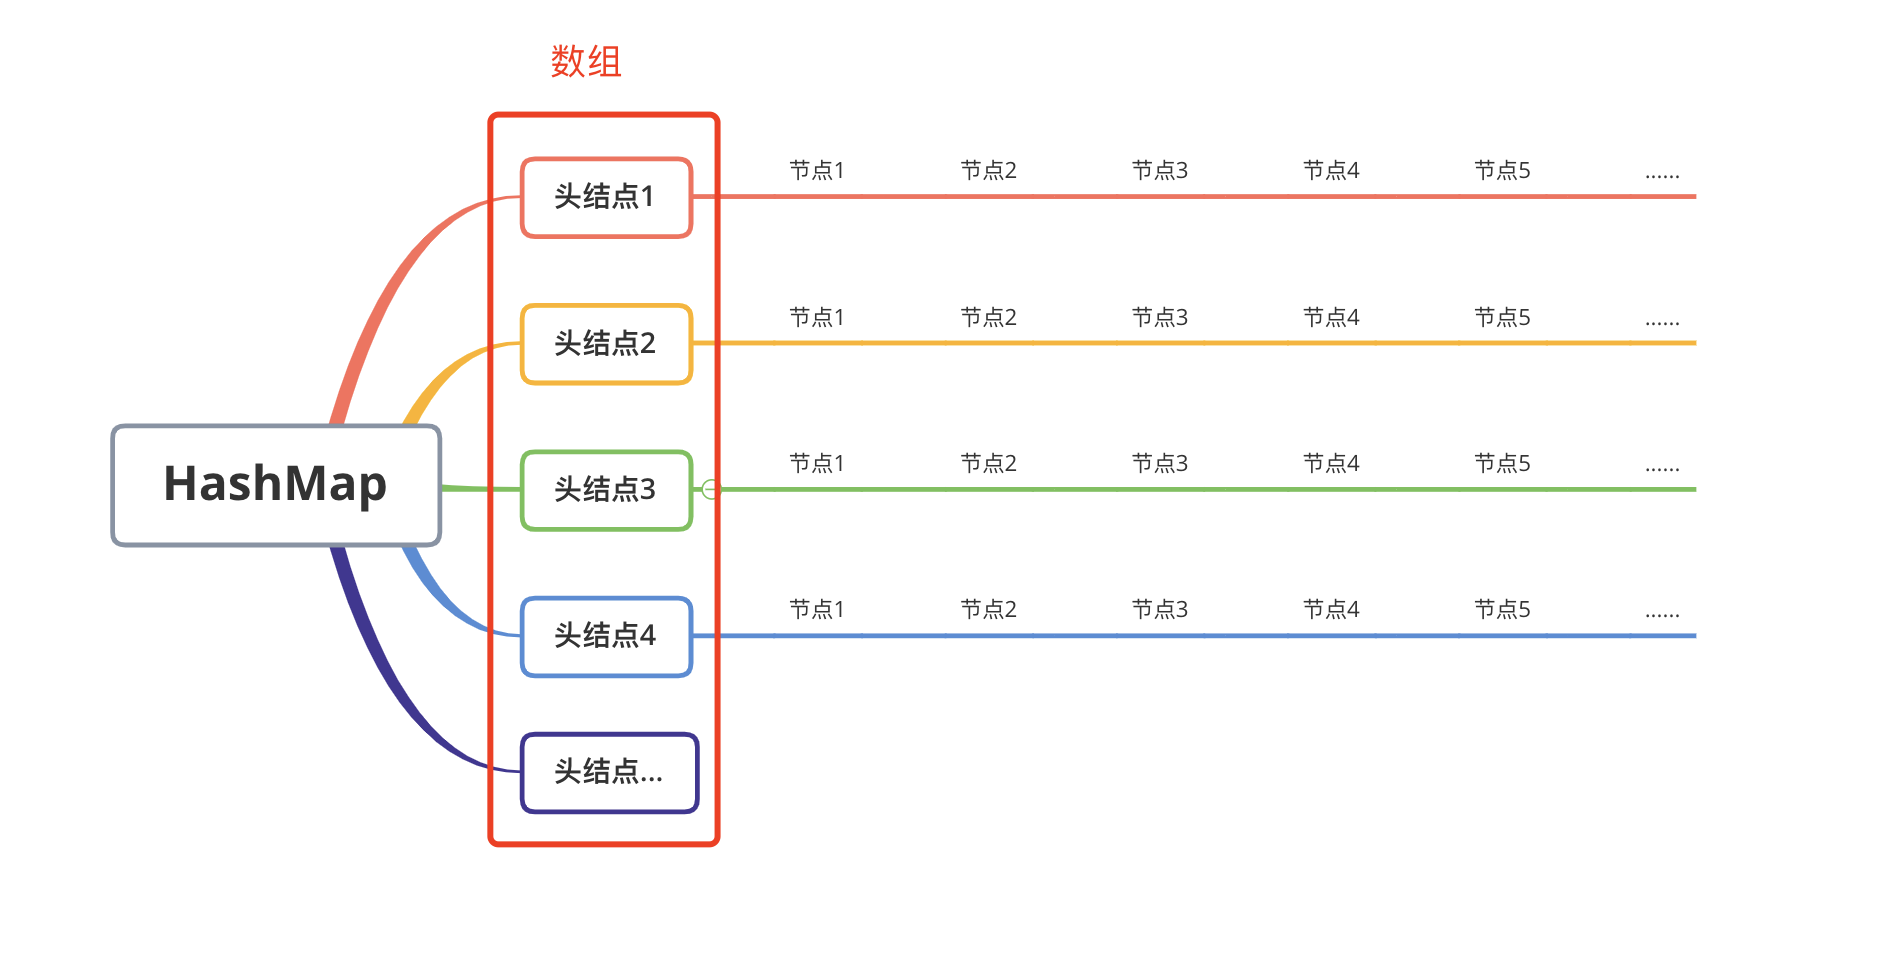 数组
头结点1
节点1 节点2 节点3 节点4 节点5 ......
头结点2
节点1 节点2 节点3 节点4 节点5 ......
HashMap
头结点3
节点1 节点2 节点3 节点4 节点5 ......
头结点4
节点1 节点2 节点3 节点4 节点5 ......
头结点...